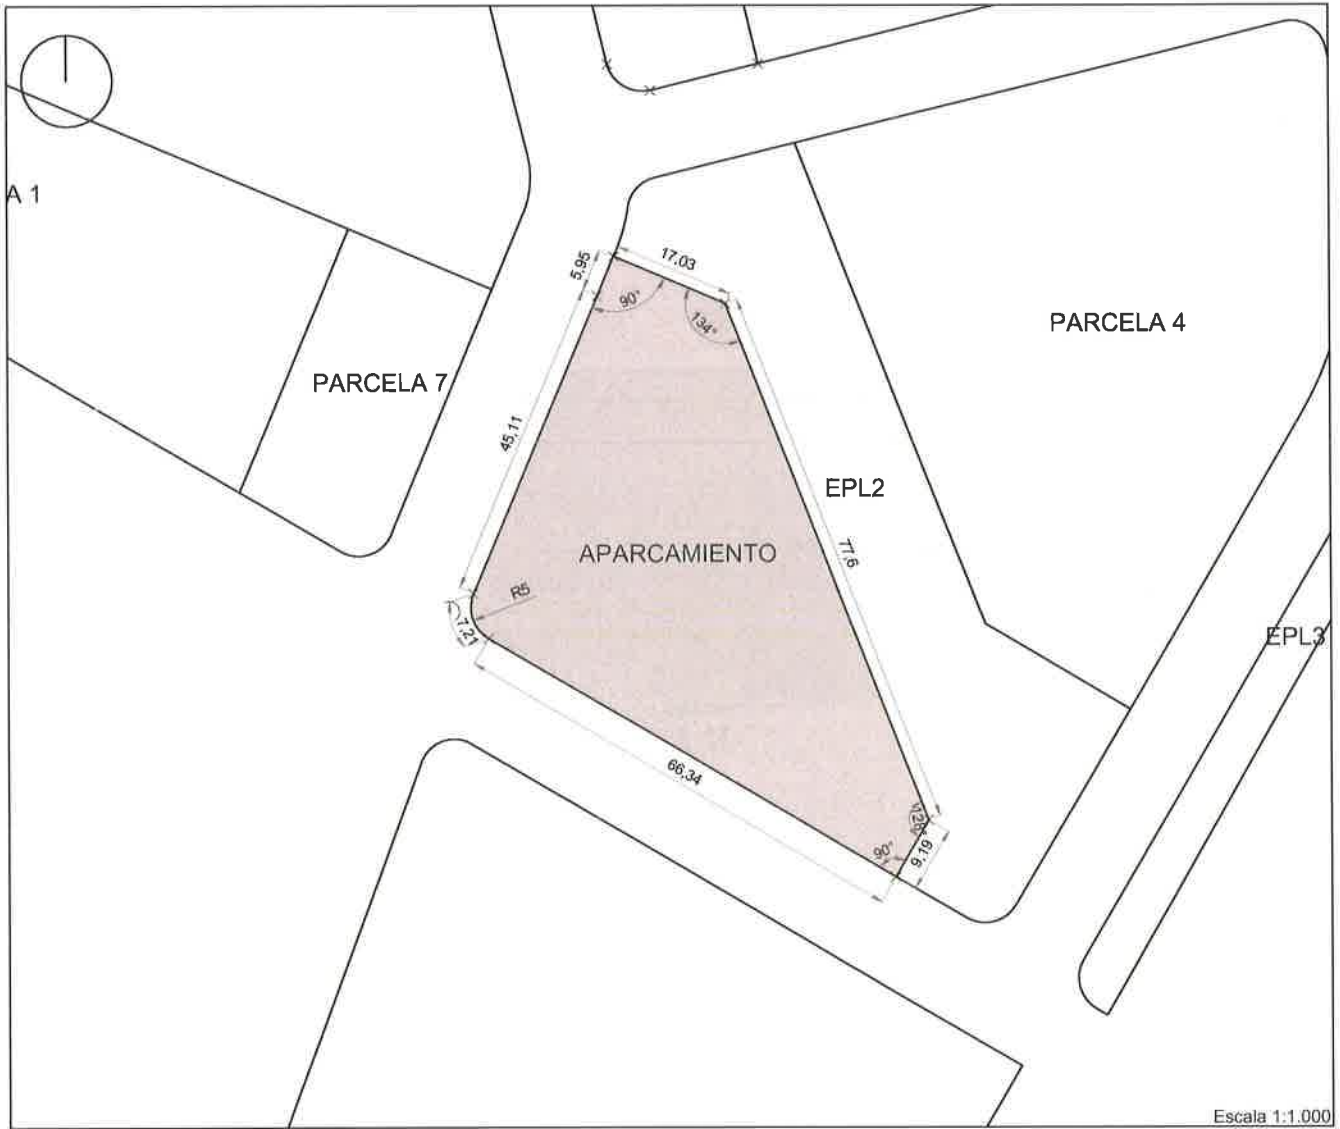 A 1
17,03
5,95
90°
134°
PARCELA 4
PARCELA 7
45,11
EPL2
APARCAMIENTO
77,6
R5
7,21
EPL3
66,34
128°
90°
9,19
Escala 1:1.000